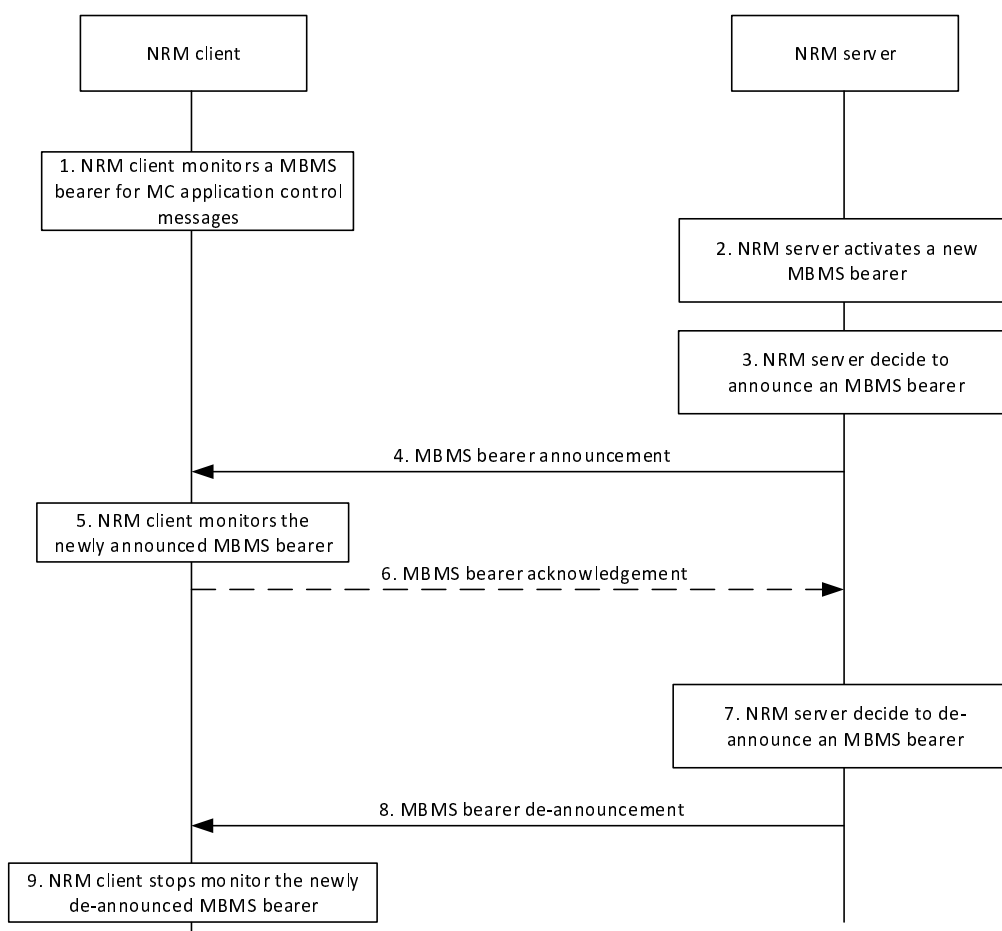 NRM client
NRM server
1. NRM client monitors a MBMS
bearer for MC application control
messages
2. NRM server activates a new
MBMS bearer
3. NRM server decide to
announce an MBMS bearer
4. MBMS bearer announcement
5. NRM client monitors the
newly announced MBMS bearer
6. MBMS bearer acknowledgement
7. NRM server decide to de-
announce an MBMS bearer
8. MBMS bearer de-announcement
9. NRM client stops monitor the newly
de-announced MBMS bearer